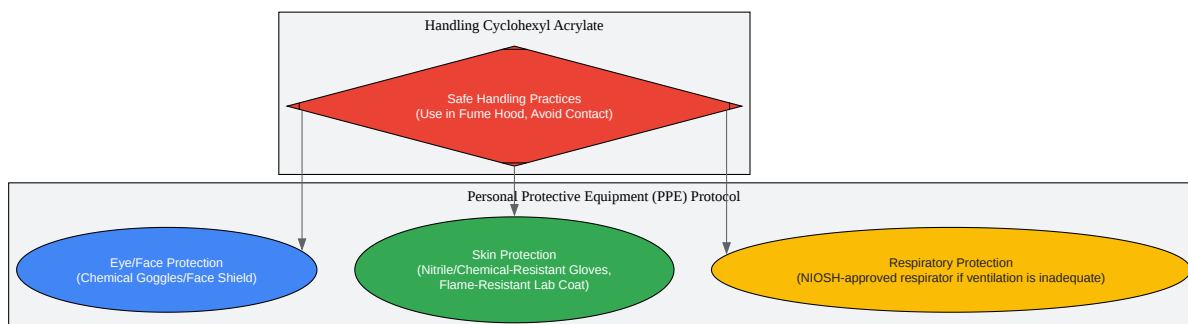 Handling Cyclohexyl Acrylate
Safe Handling Practices
(Use in Fume Hood, Avoid Contact)
Personal Protective Equipment (PPE) Protocol
Eye/Face Protection
(Chemical Goggles/Face Shield)
Skin Protection
(Nitrile/Chemical-Resistant Gloves,
Flame-Resistant Lab Coat)
Respiratory Protection
(NIOSH-approved respirator if ventilation is inadequate)